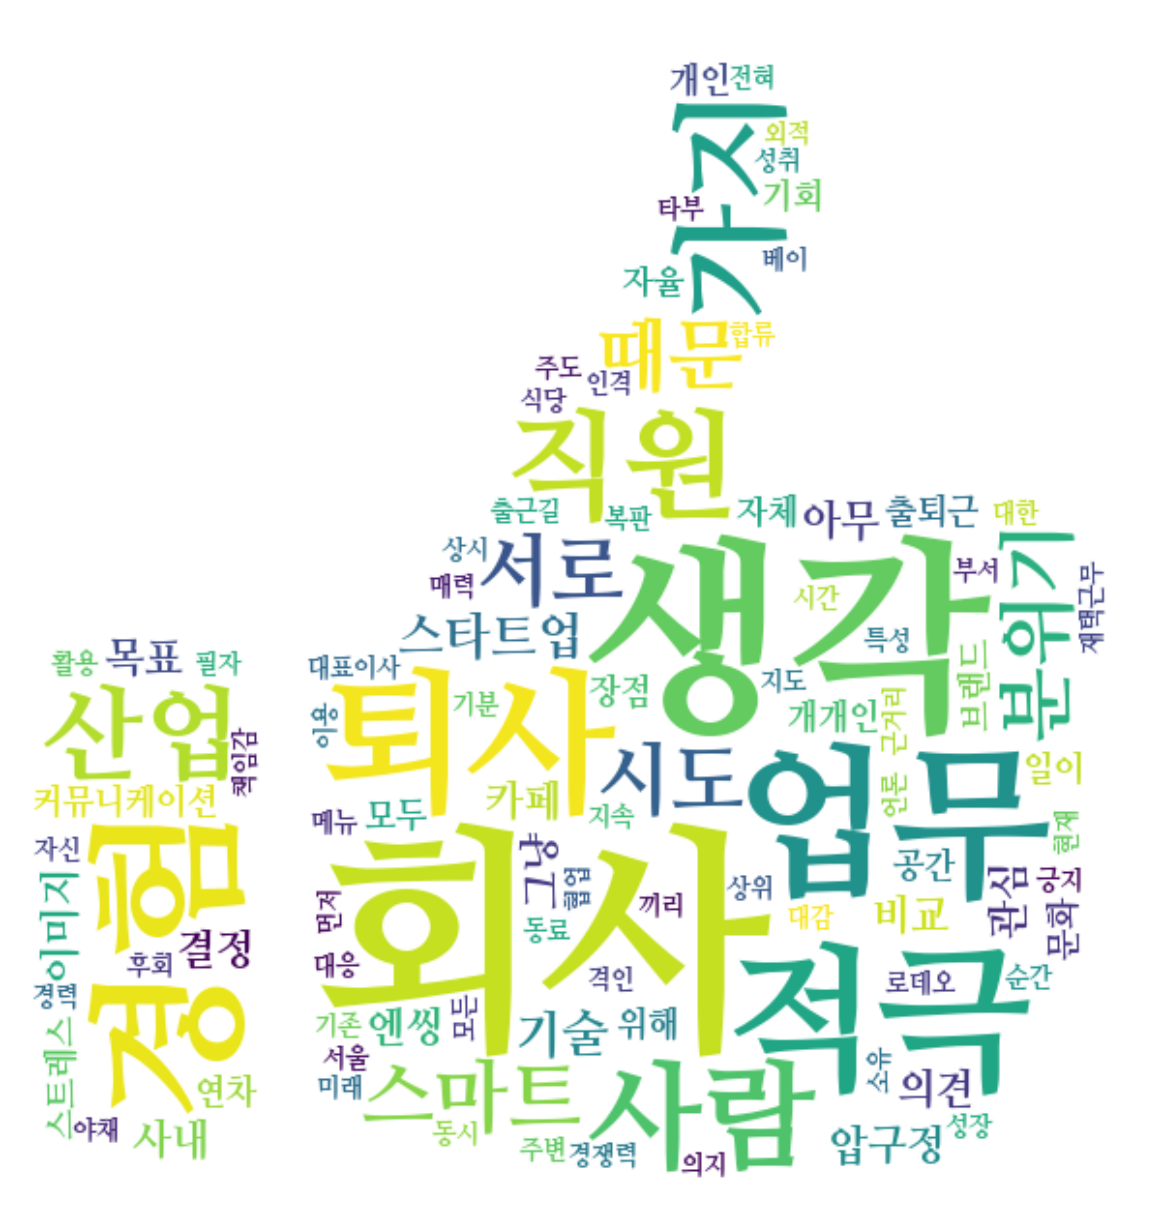 개인
전혀
가지
외적
성취
기회
타부
베이
자율
때문
합류
주도
인격
식당
직원
출근길
복판
자체
아무
출퇴근
대한
상시
서로
매력
생각
시간
부서
분위기
재택근무
스타트업
특성
활용
목표
필자
대표이사
퇴사
기분
장점
지도
개개인
브랜드
근거리
산업
책임감
이용
시도
업무
일이
커뮤니케이션
메뉴
모두
카페
지속
언론
현재
자신
경험
회사
그냥
협업
끼리
상위
대감
공간
비교
관심
긍지
문화
이미지
결정
후회
먼저
대응
동료
격인
적극
로데오
순간
경력
기존
엔씽
모든
기술
위해
스트레스
서울
미래
스마트
사람
소유
의견
연차
야채
사내
동시
주변
경쟁력
의지
압구정
성장